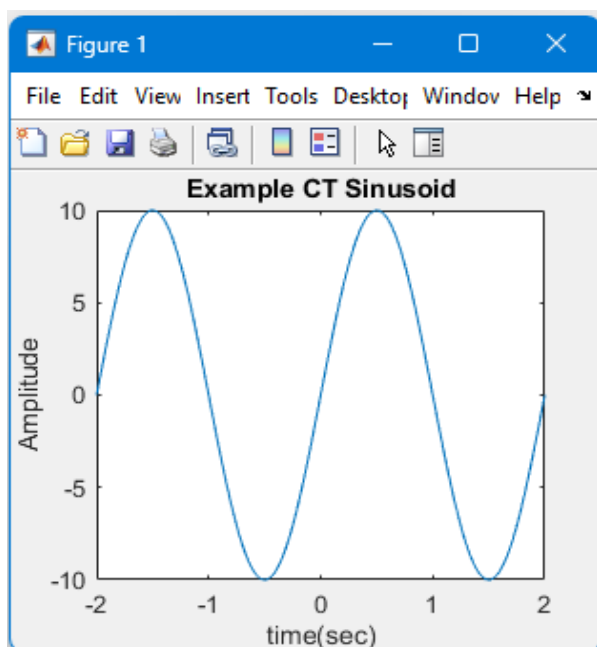 Figure 1
File Edit View Insert Tools Desktop Window Help
Example CT Sinusoid
10
5
0
-5
-10
Amplitude
-2 -1 0 1 2
time(sec)